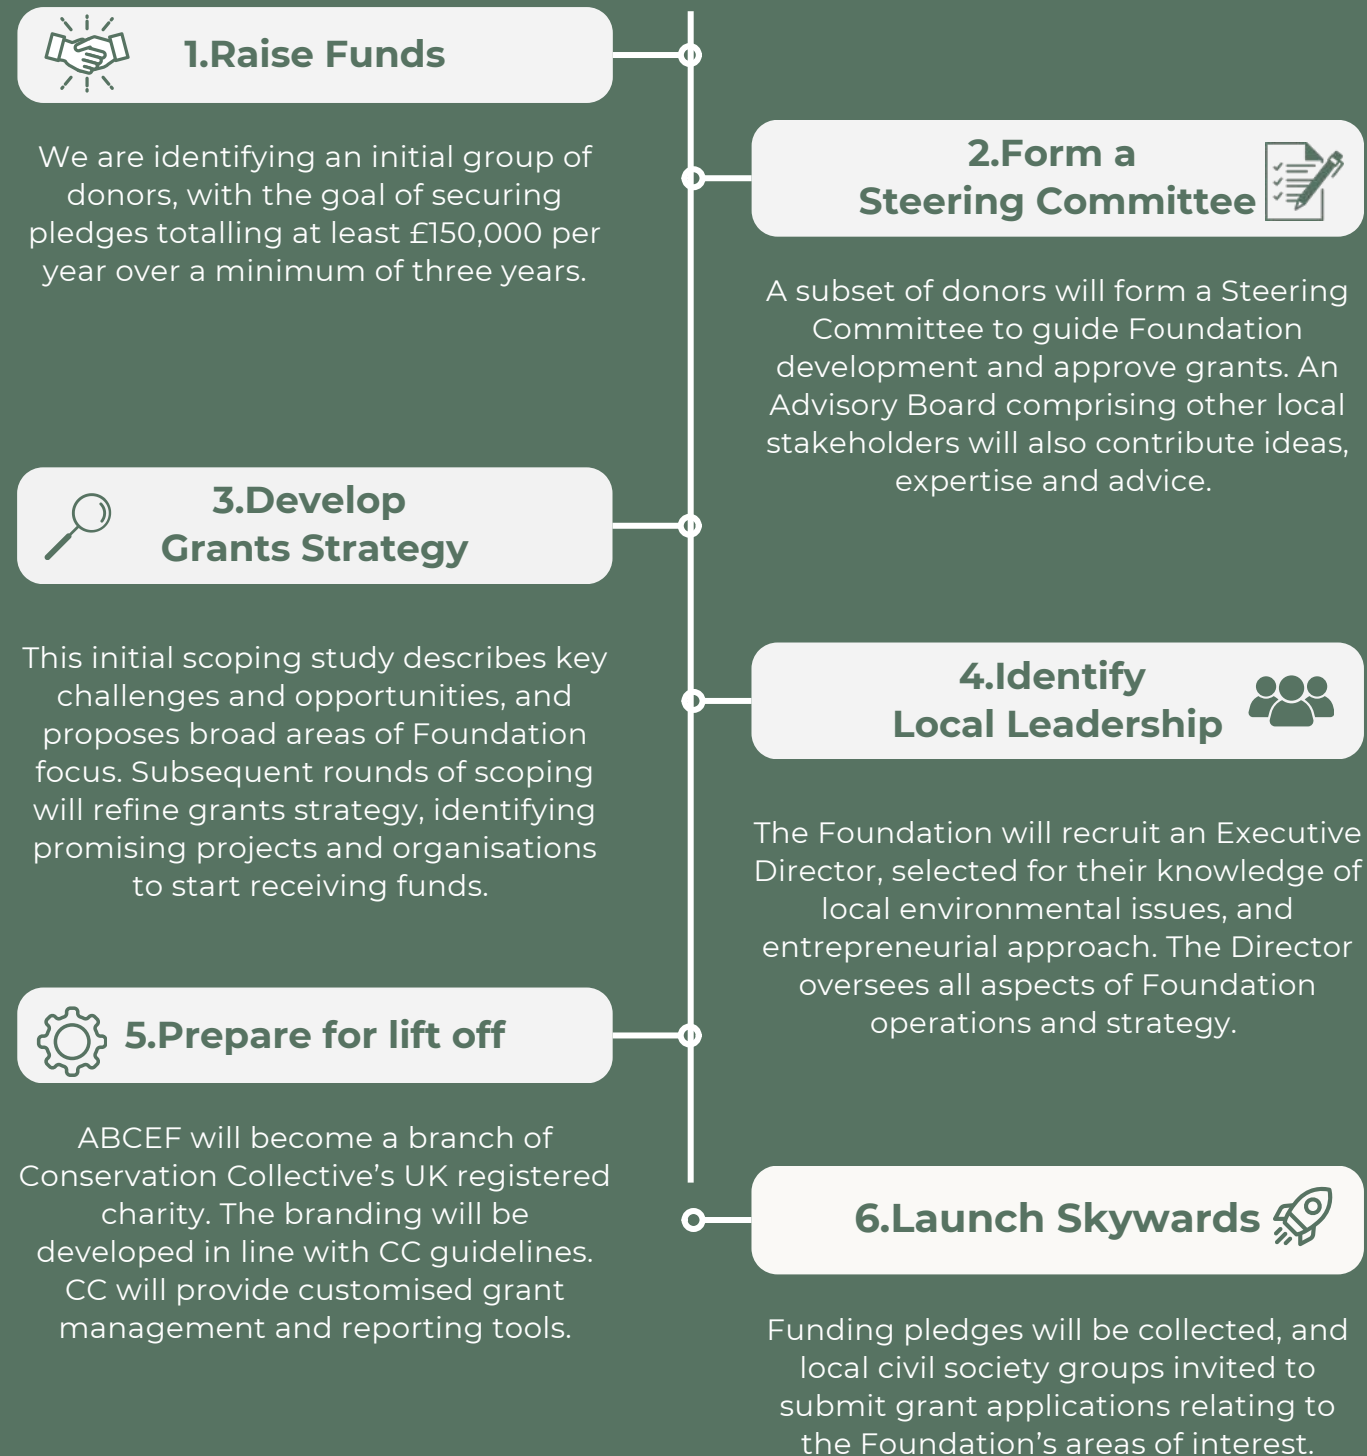 1.Raise Funds
We are identifying an initial group of
donors, with the goal of securing
pledges totalling at least £150,000 per
year over a minimum of three years.
2.Form a
Steering Committee
A subset of donors will form a Steering
Committee to guide Foundation
development and approve grants. An
Advisory Board comprising other local
stakeholders will also contribute ideas,
expertise and advice.
3.Develop
Grants Strategy
This initial scoping study describes key
challenges and opportunities, and
proposes broad areas of Foundation
focus. Subsequent rounds of scoping
will refine grants strategy, identifying
promising projects and organisations
to start receiving funds.
4.Identify
Local Leadership
The Foundation will recruit an Executive
Director, selected for their knowledge of
local environmental issues, and
entrepreneurial approach. The Director
oversees all aspects of Foundation
operations and strategy.
5.Prepare for lift off
ABCEF will become a branch of
Conservation Collective’s UK registered
charity. The branding will be
developed in line with CC guidelines.
CC will provide customised grant
management and reporting tools.
6.Launch Skywards
Funding pledges will be collected, and
local civil society groups invited to
submit grant applications relating to
the Foundation’s areas of interest.